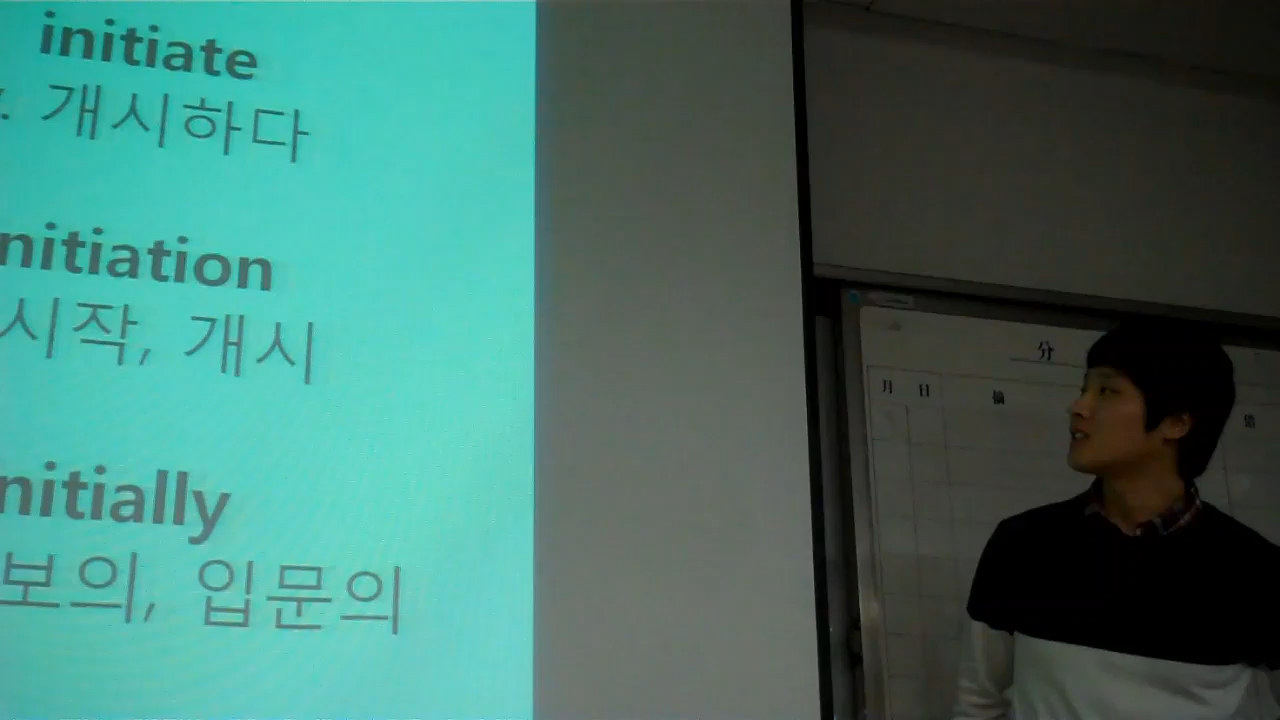 initiate
. 개시하다
nitiation
시작, 개시
nitially
보의, 입문의
分
月 日 摘